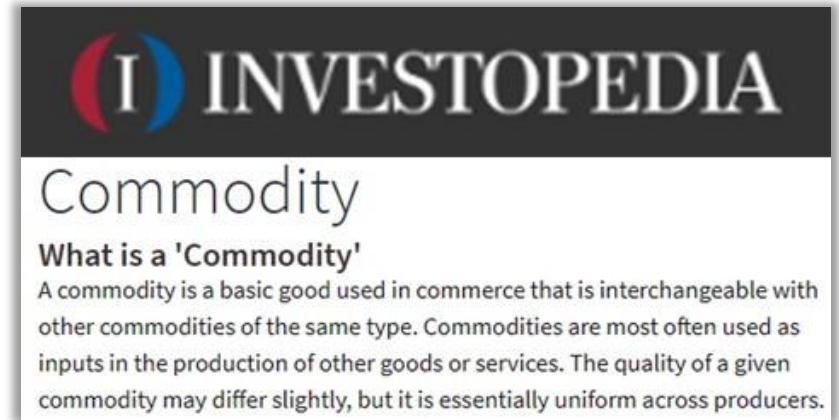 (I) INVESTOPEDIA
Commodity
What is a 'Commodity'
A commodity is a basic good used in commerce that is interchangeable with
other commodities of the same type. Commodities are most often used as
inputs in the production of other goods or services. The quality of a given
commodity may differ slightly, but it is essentially uniform across producers.